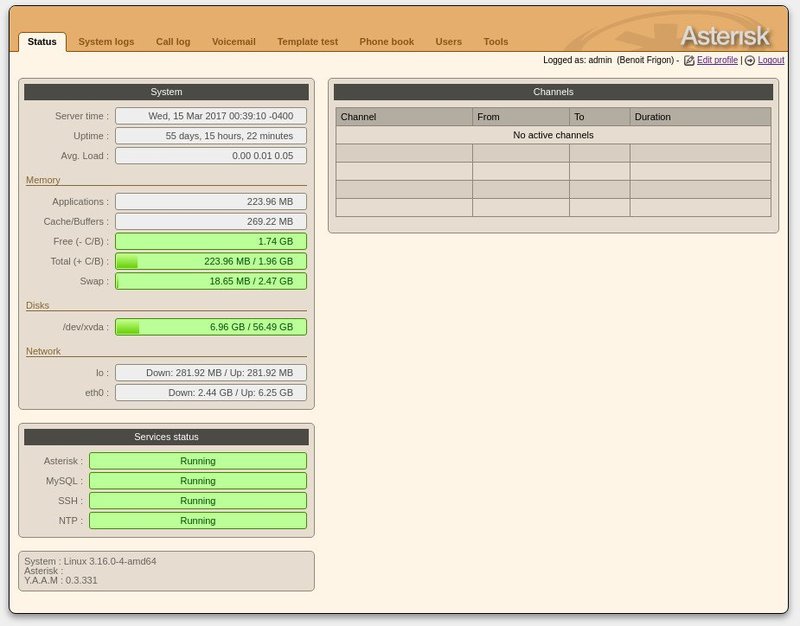 Asterisk
Status System logs Call log Voicemail Template test Phone book Users Tools
Logged as: admin (Benoit Frigon) - Edit profile | Logout
System
Server time : Wed, 15 Mar 2017 00:39:10 -0400
Uptime : 55 days, 15 hours, 22 minutes
Avg. Load : 0.00 0.01 0.05
Memory
Applications : 223.96 MB
Cache/Buffers : 269.22 MB
Free (- C/B) : 1.74 GB
Total (+ C/B) : 223.96 MB / 1.96 GB
Swap : 18.65 MB / 2.47 GB
Disks
/dev/xvda : 6.96 GB / 56.49 GB
Network
lo : Down: 281.92 MB / Up: 281.92 MB
eth0 : Down: 2.44 GB / Up: 6.25 GB
Services status
Asterisk : Running
MySQL : Running
SSH : Running
NTP : Running
System : Linux 3.16.0-4-amd64
Asterisk :
Y.A.A.M : 0.3.331
Channels
Channel From To Duration
No active channels